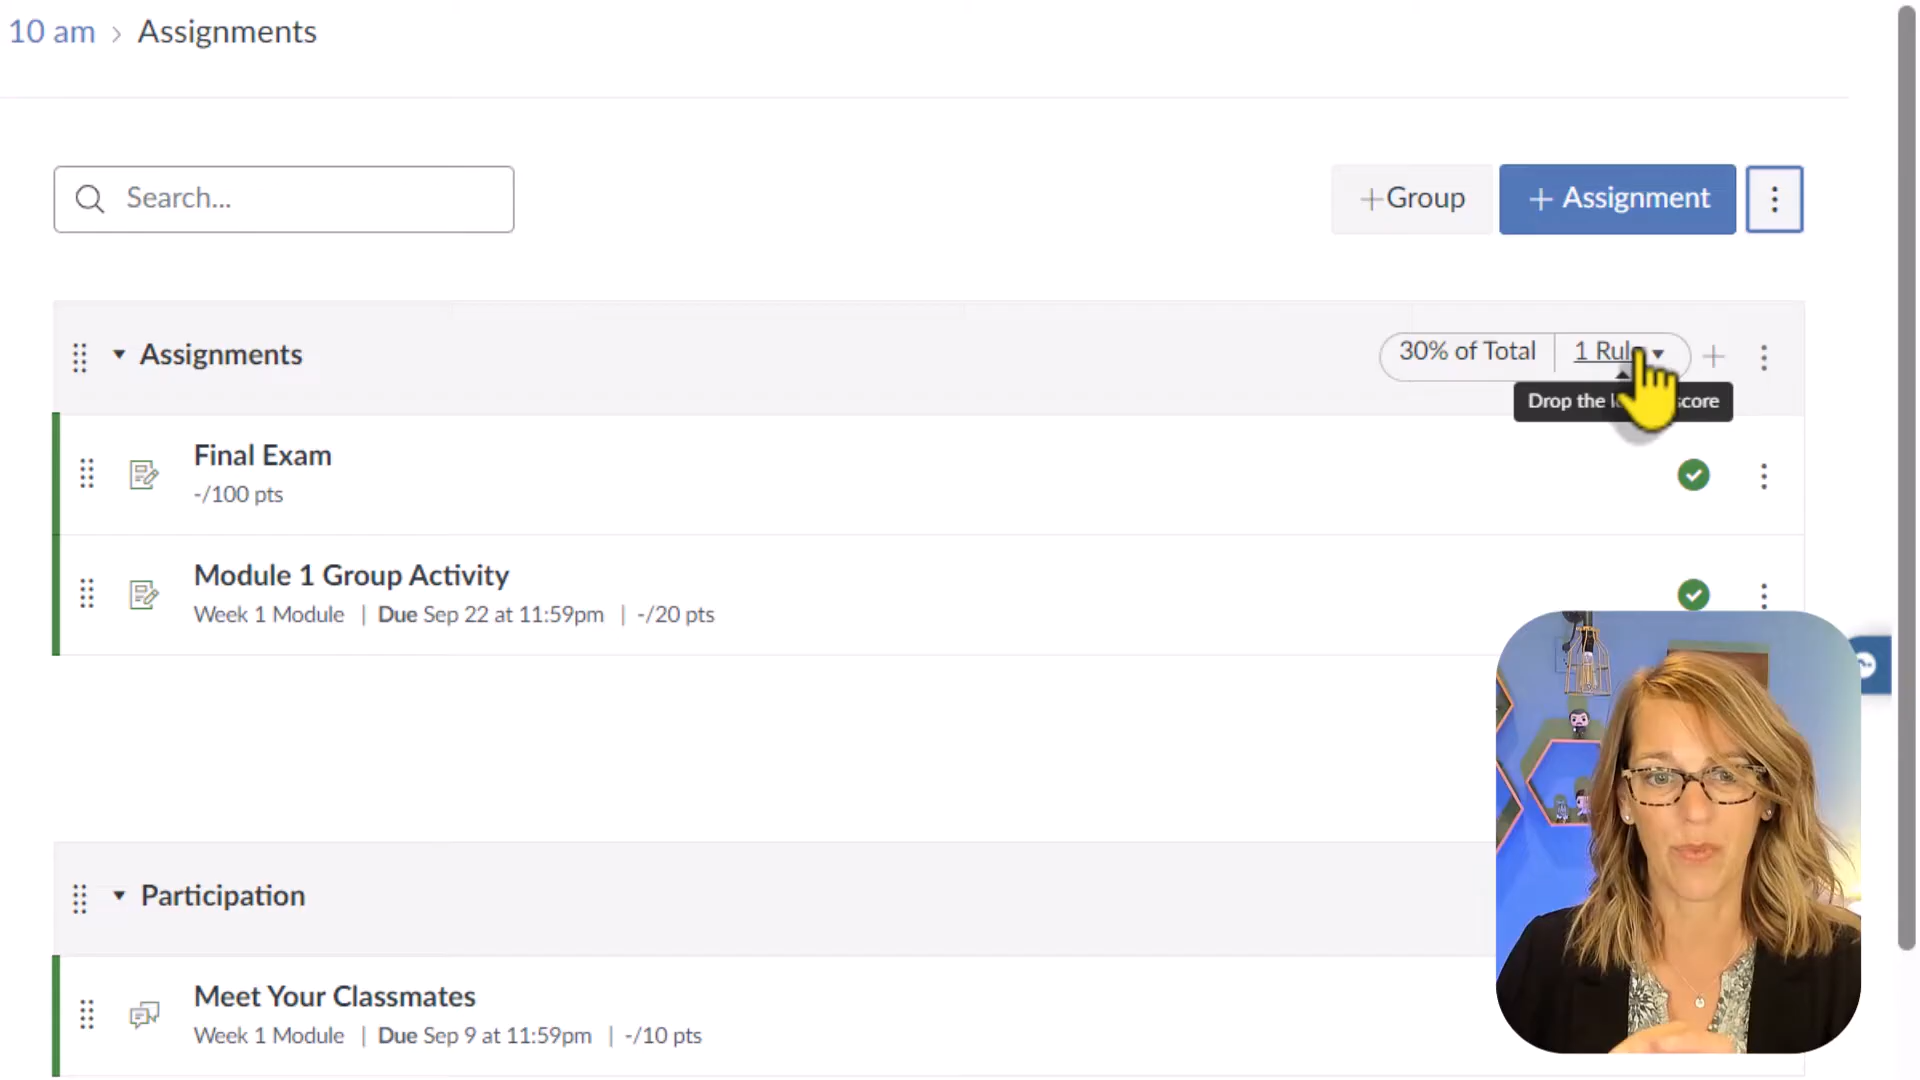 10 am › Assignments
Search...
+Group
+ Assignment
Assignments
30% of Total
1 Rule
Drop the score
Final Exam
-/100 pts
Module 1 Group Activity
Week 1 Module | Due Sep 22 at 11:59pm | -/20 pts
Participation
Meet Your Classmates
Week 1 Module | Due Sep 9 at 11:59pm | -/10 pts